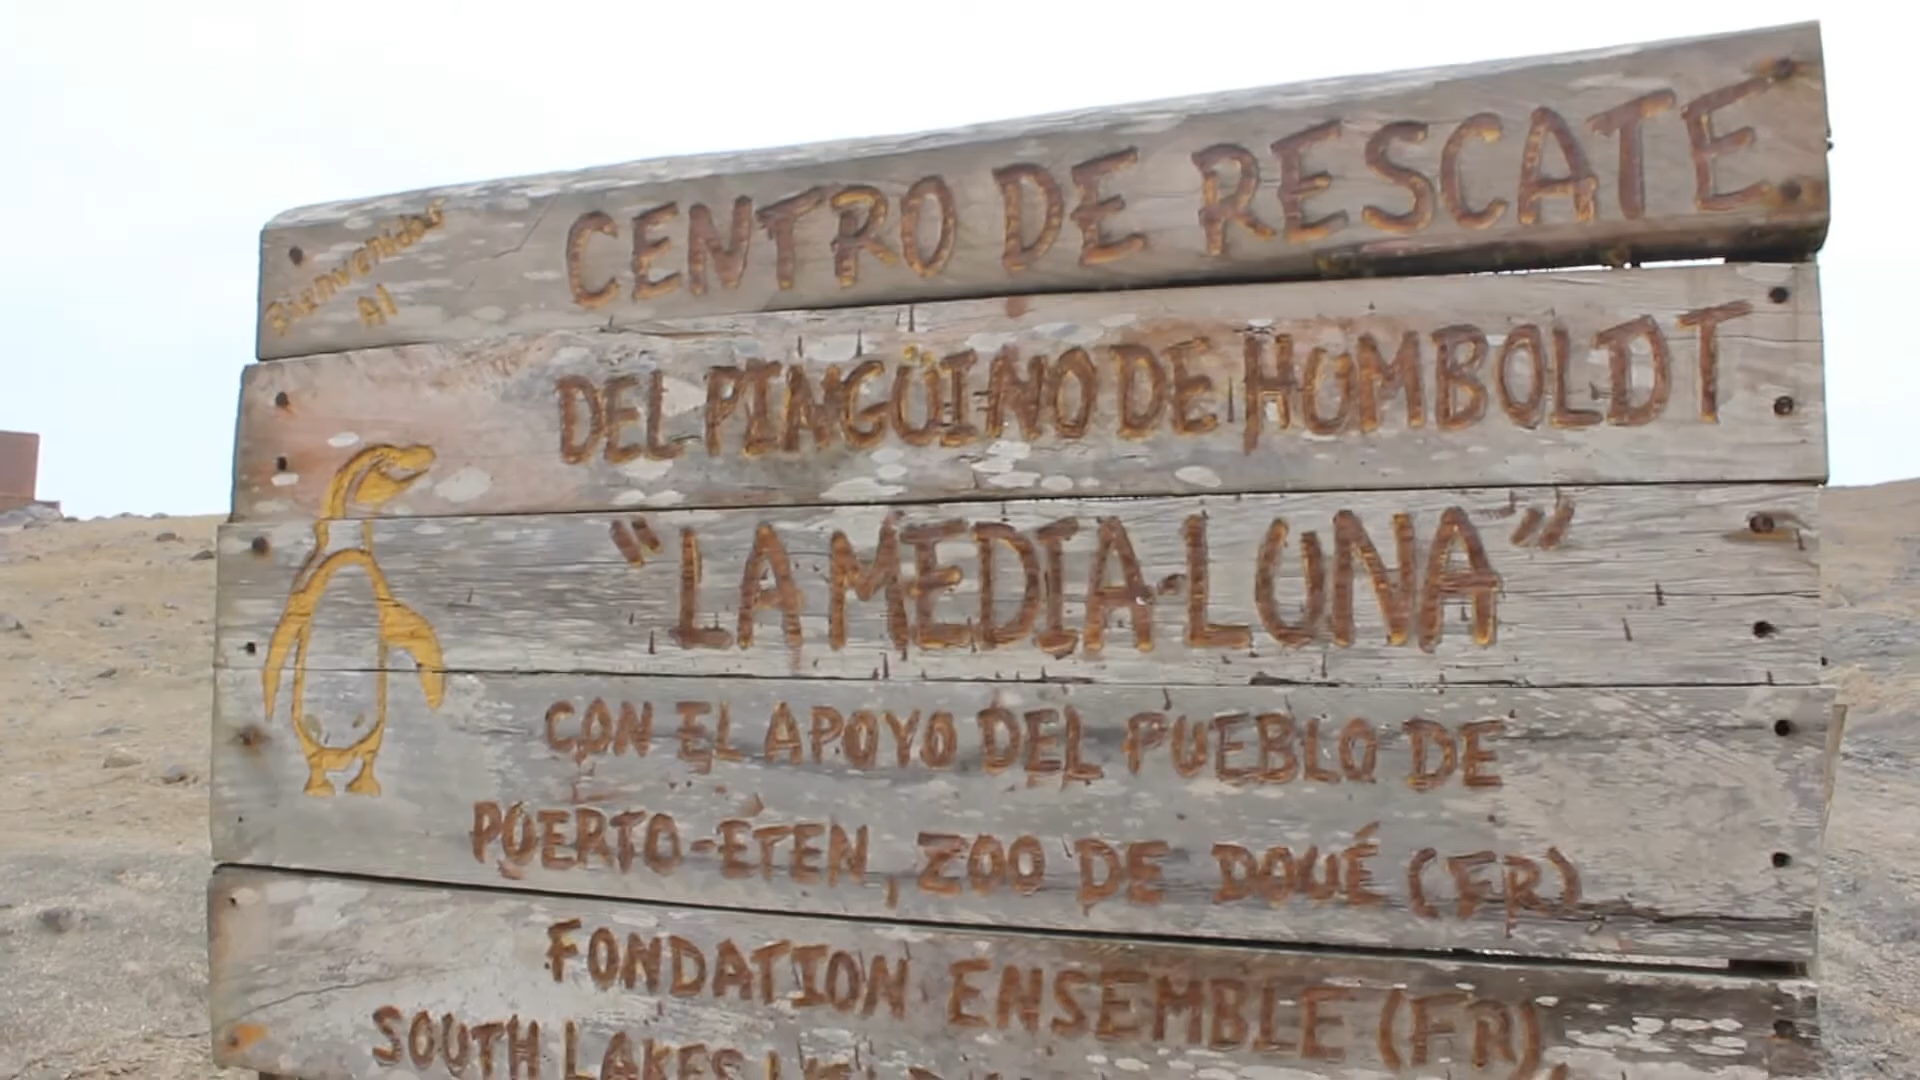 Bienvenidos
Al
CENTRO DE RESCATE
DEL PINGÜINO DE HUMBOLDT
"LA MEDIA LUNA"
CON EL APOYO DEL PUEBLO DE
PUERTO-ETEN, ZOO DE DOUÉ (FR)
FONDATION ENSEMBLE (FR)
SOUTH LAKES